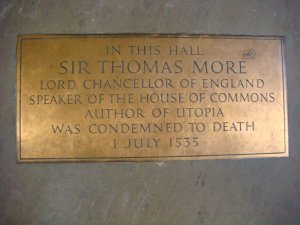 IN THIS HALL
SIR THOMAS MORE
LORD CHANCELLOR OF ENGLAND
SPEAKER OF THE HOUSE OF COMMONS
AUTHOR OF UTOPIA
WAS CONDEMNED TO DEATH
1 JULY 1535